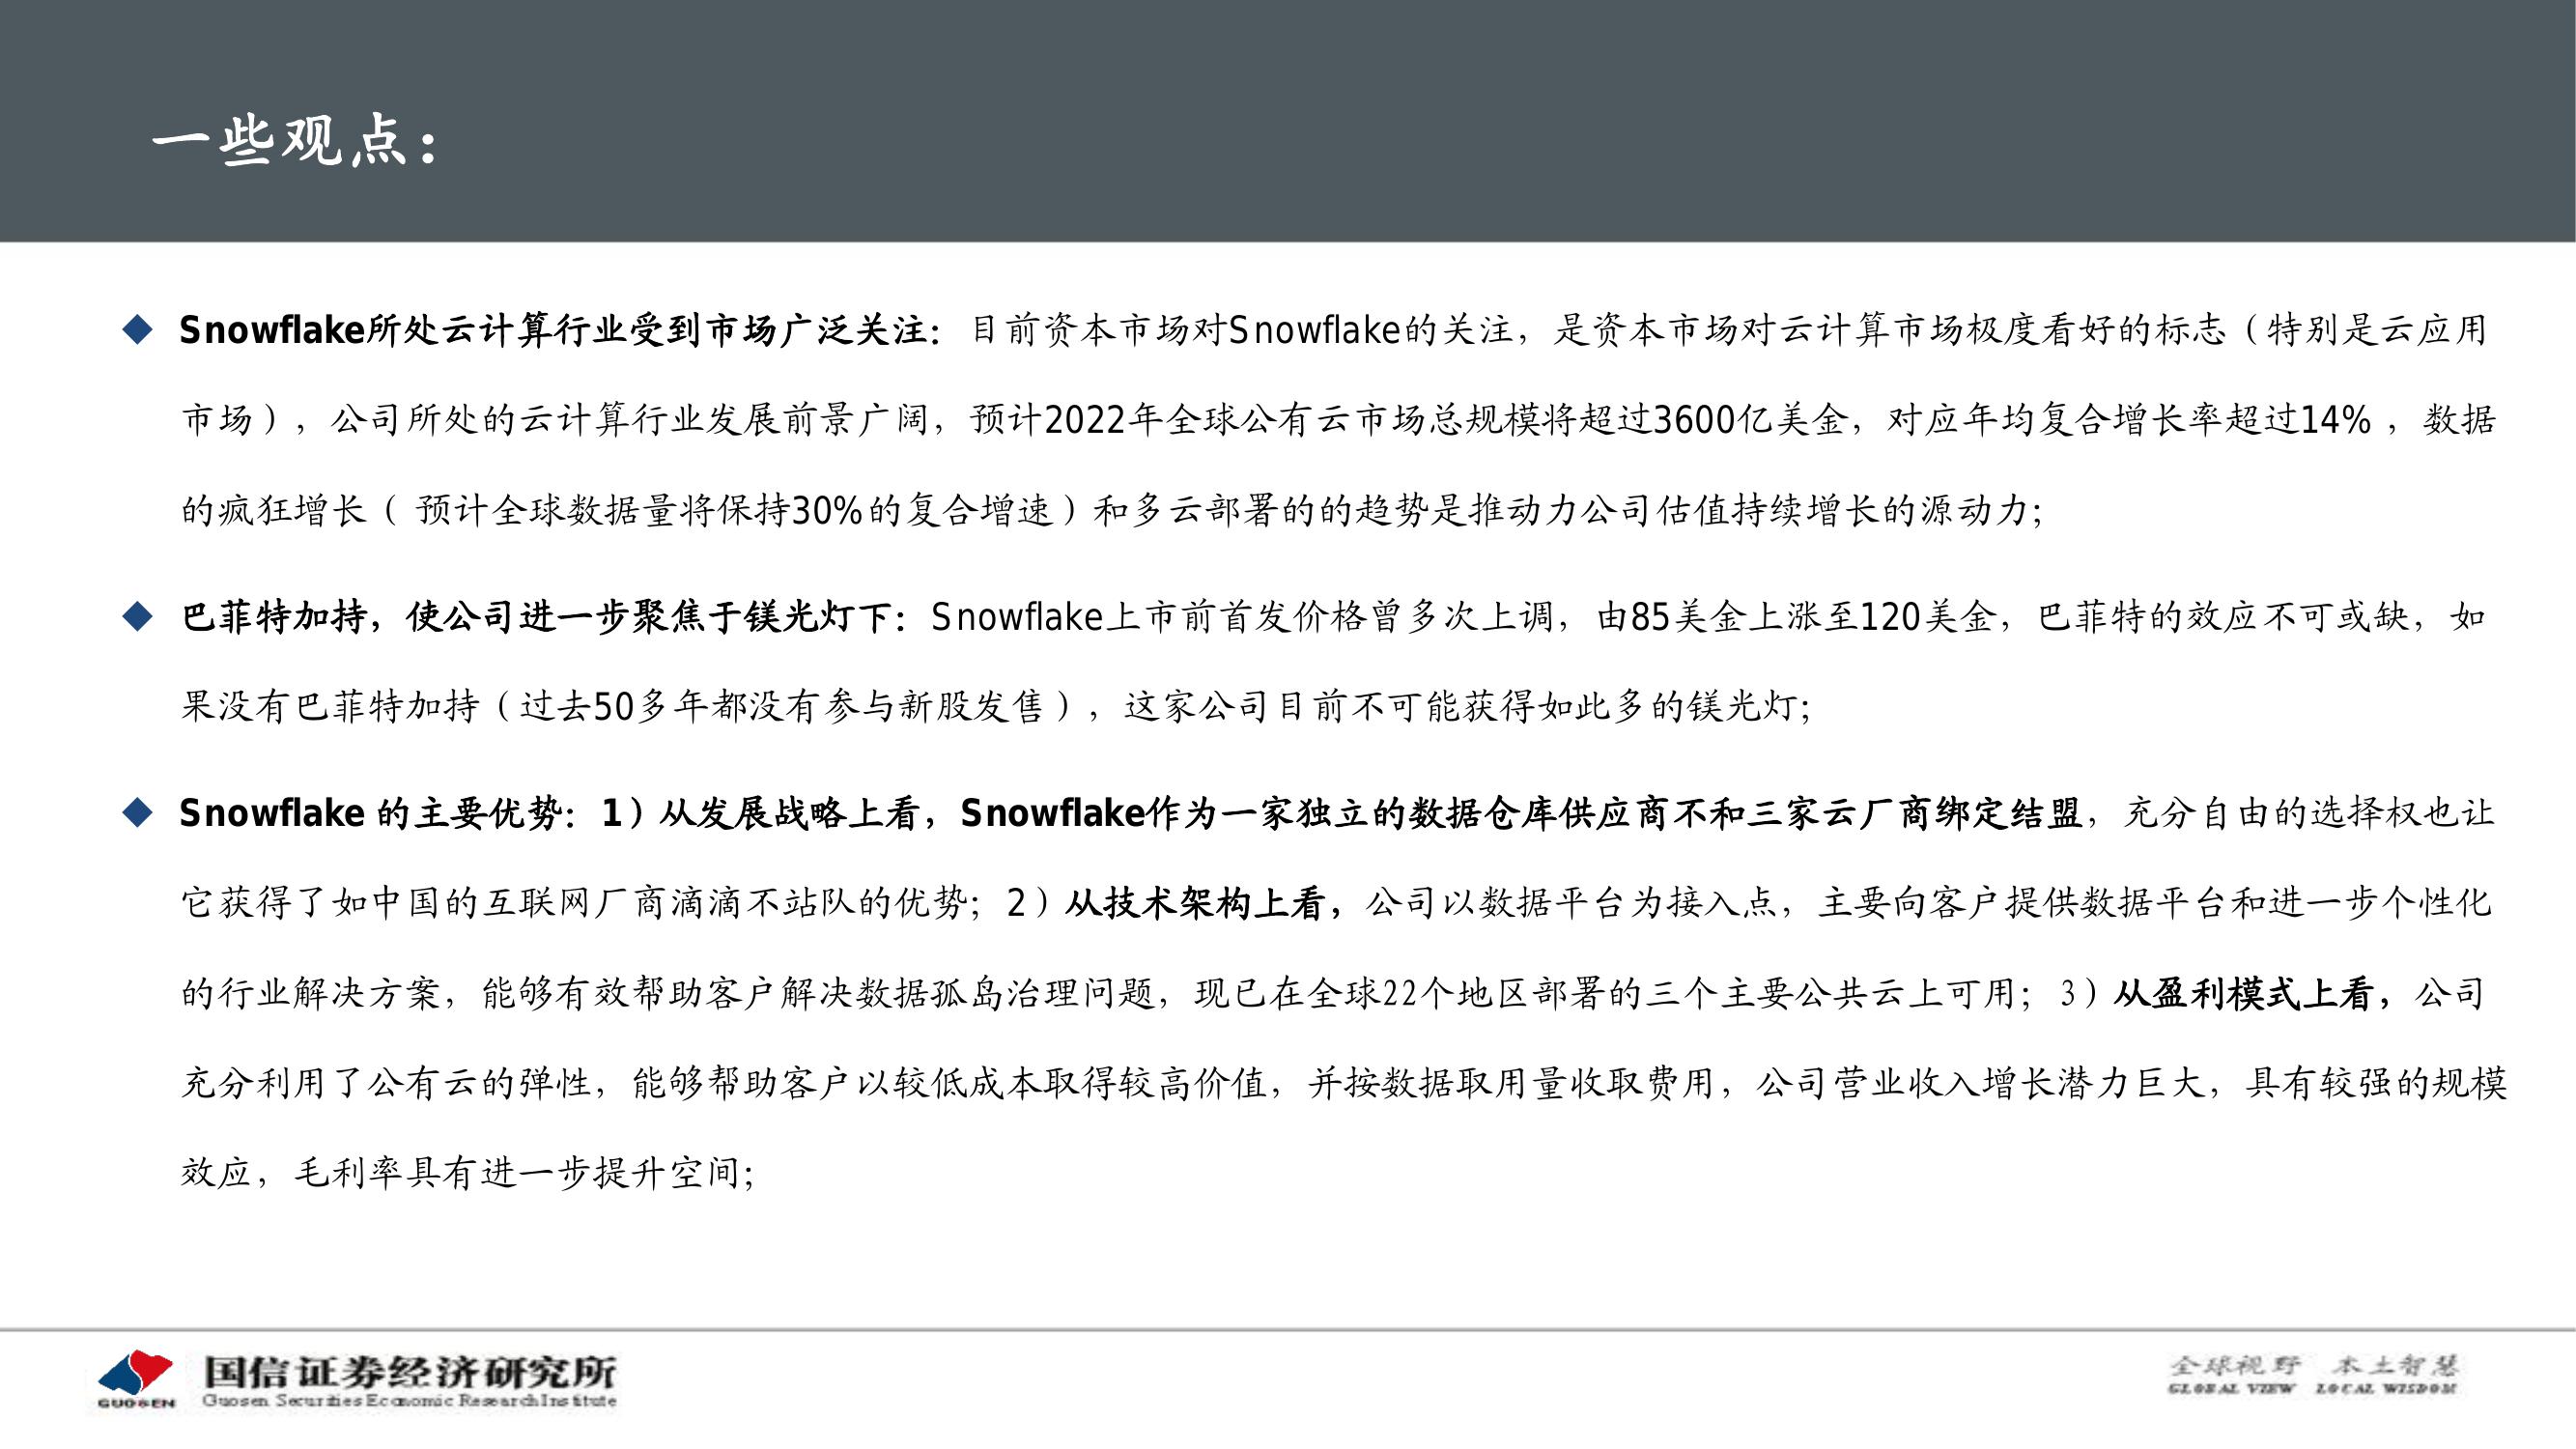 一些观点：
Snowflake所处云计算行业受到市场广泛关注：目前资本市场对Snowflake的关注，是资本市场对云计算市场极度看好的标志（特别是云应用
市场），公司所处的云计算行业发展前景广阔，预计2022年全球公有云市场总规模将超过3600亿美金，对应年均复合增长率超过14% ，数据
的疯狂增长（ 预计全球数据量将保持30%的复合增速）和多云部署的的趋势是推动力公司估值持续增长的源动力；
巴菲特加持，使公司进一步聚焦于镁光灯下：Snowflake上市前首发价格曾多次上调，由85美金上涨至120美金，巴菲特的效应不可或缺，如
果没有巴菲特加持（过去50多年都没有参与新股发售），这家公司目前不可能获得如此多的镁光灯；
Snowflake 的主要优势：1）从发展战略上看，Snowflake作为一家独立的数据仓库供应商不和三家云厂商绑定结盟，充分自由的选择权也让
它获得了如中国的互联网厂商滴滴不站队的优势；2）从技术架构上看，公司以数据平台为接入点，主要向客户提供数据平台和进一步个性化
的行业解决方案，能够有效帮助客户解决数据孤岛治理问题，现已在全球22个地区部署的三个主要公共云上可用；3）从盈利模式上看，公司
充分利用了公有云的弹性，能够帮助客户以较低成本取得较高价值，并按数据取用量收取费用，公司营业收入增长潜力巨大，具有较强的规模
效应，毛利率具有进一步提升空间；
GUOSEN
国信证券经济研究所
Guosen Securities Economic Research Institute
全球视野 本土智慧
GLOBAL VIEW LOCAL WISDOM